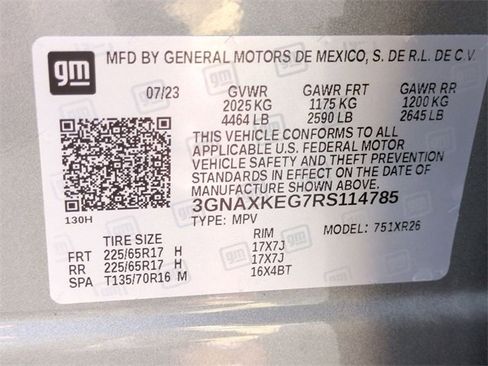 gm
MFD BY GENERAL MOTORS DE MEXICO, S. DE R.L. DE C.V.
07/23 GVWR GAWR FRT GAWR RR
2025 KG 1175 KG 1200 KG
4464 LB 2590 LB 2645 LB
THIS VEHICLE CONFORMS TO ALL
APPLICABLE U.S. FEDERAL MOTOR
VEHICLE SAFETY AND THEFT PREVENTION
STANDARDS IN EFFECT ON THE DATE OF
MANUFACTURE SHOWN ABOVE.
3GNAXKEG7RS114785
130H
TYPE: MPV MODEL: 751XR26
TIRE SIZE RIM
FRT 225/65R17 H 17X7J
RR 225/65R17 H 17X7J
SPA T135/70R16 M 16X4BT